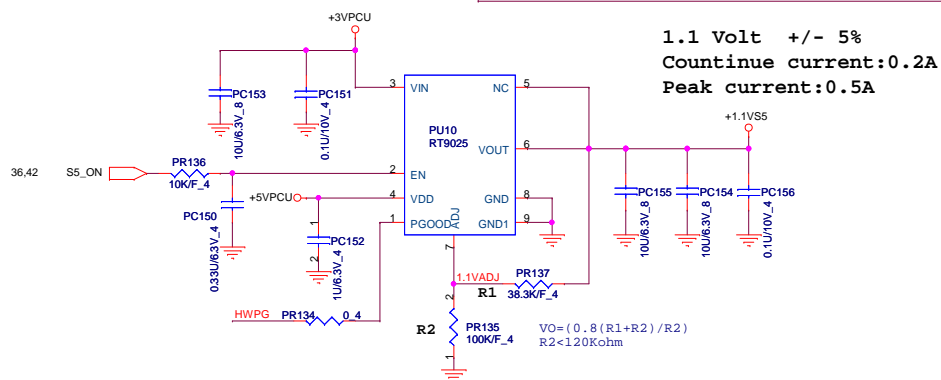 +3VPCU
1.1 Volt +/- 5%
Countinue current:0.2A
Peak current:0.5A
PC153
10U/6.3V_8
PC151
0.1U/10V_4
3
VIN
NC
5
PU10
RT9025
+1.1VS5
VOUT
6
36,42
S5_ON
PR136
10K/F_4
2
EN
PC150
0.33U/6.3V_4
+5VPCU
4
VDD
GND
8
1
PGOOD
ADJ
GND1
9
7
PC155
10U/6.3V_8
PC154
10U/6.3V_8
PC156
0.1U/10V_4
1
PC152
2
1U/6.3V_4
1.1VADJ
PR137
R1
38.3K/F_4
HWPG
PR134
0_4
2
R2
PR135
100K/F_4
1
VO=(0.8(R1+R2)/R2)
R2<120Kohm